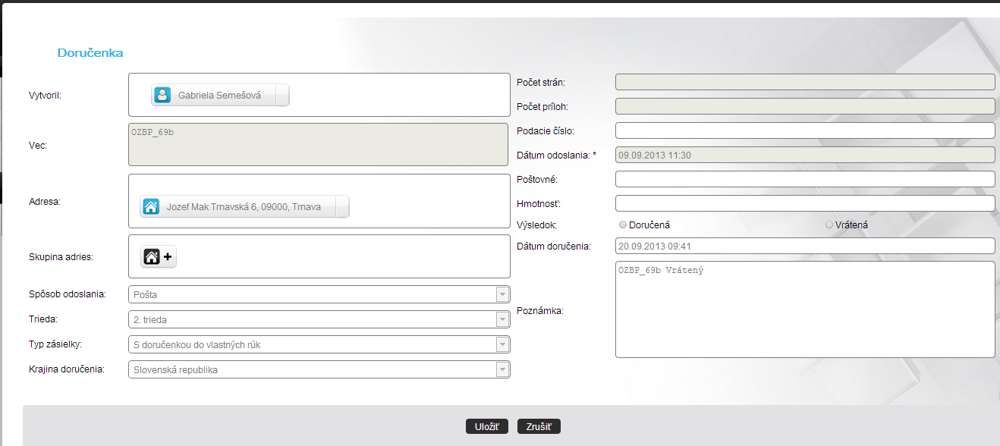 Doručenka
Vytvoril:
Gabriela Semešová
Vec:
OZBP_69b
Adresa:
Jozef Mak Trnavská 6, 09000, Trnava
Skupina adries:
+
Spôsob odoslania:
Pošta
Trieda:
2. trieda
Typ zásielky:
S doručenkou do vlastných rúk
Krajina doručenia:
Slovenská republika
Počet strán:
Počet príloh:
Podacie číslo:
Dátum odoslania: *
09.09.2013 11:30
Poštovné:
Hmotnosť:
Výsledok:
Doručená
Vrátená
Dátum doručenia:
20.09.2013 09:41
Poznámka:
OZBP_69b Vrátený
Uložiť
Zrušiť